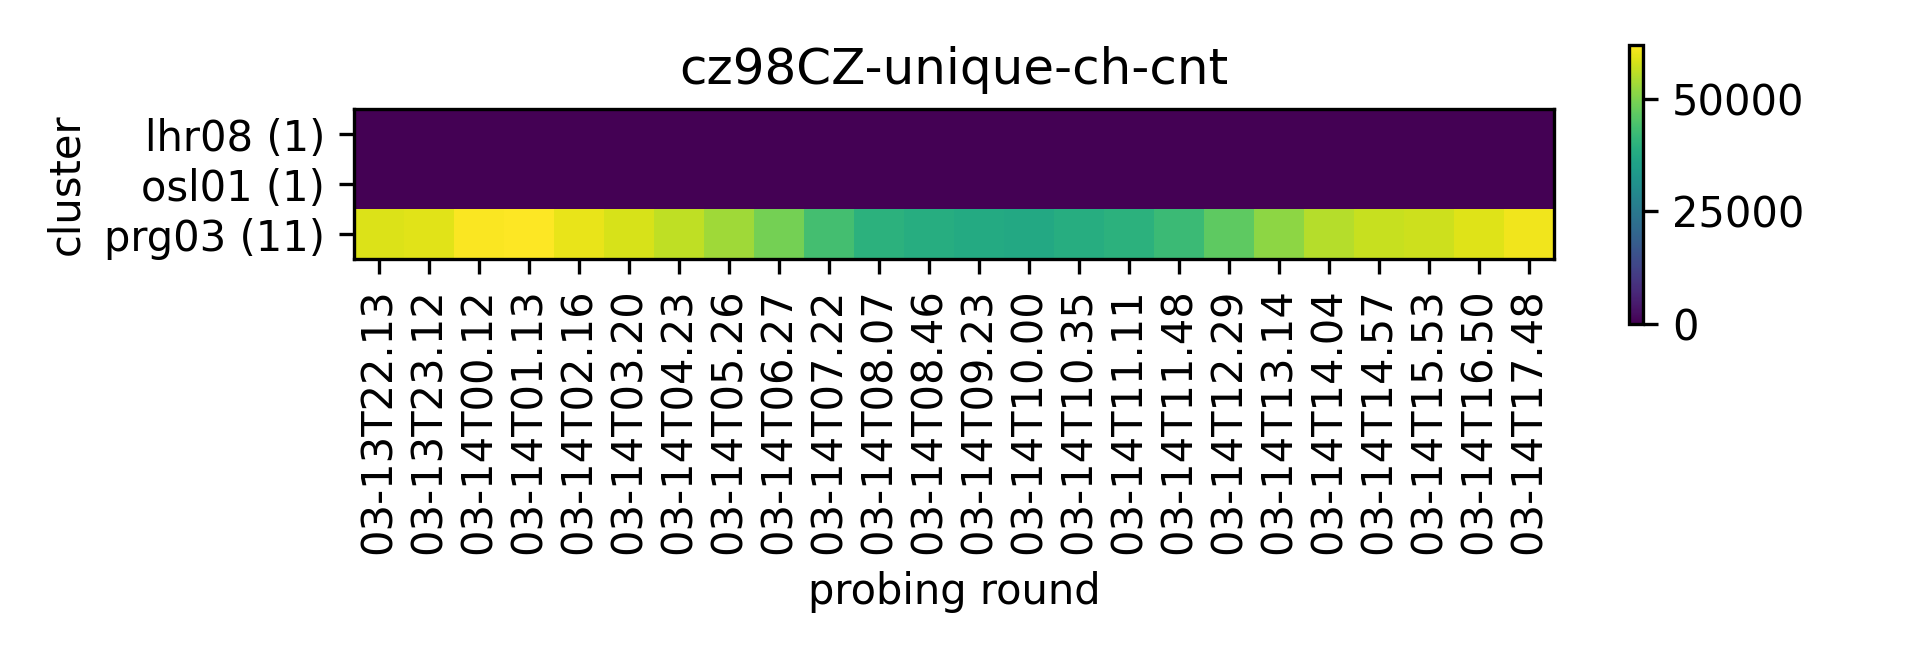 cz98CZ-unique-ch-cnt
cluster
lhr08 (1)
osl01 (1)
prg03 (11)
03-13T22.13
03-13T23.12
03-14T00.12
03-14T01.13
03-14T02.16
03-14T03.20
03-14T04.23
03-14T05.26
03-14T06.27
03-14T07.22
03-14T08.07
03-14T08.46
03-14T09.23
03-14T10.00
03-14T10.35
03-14T11.11
03-14T11.48
03-14T12.29
03-14T13.14
03-14T14.04
03-14T14.57
03-14T15.53
03-14T16.50
03-14T17.48
probing round
50000
25000
0